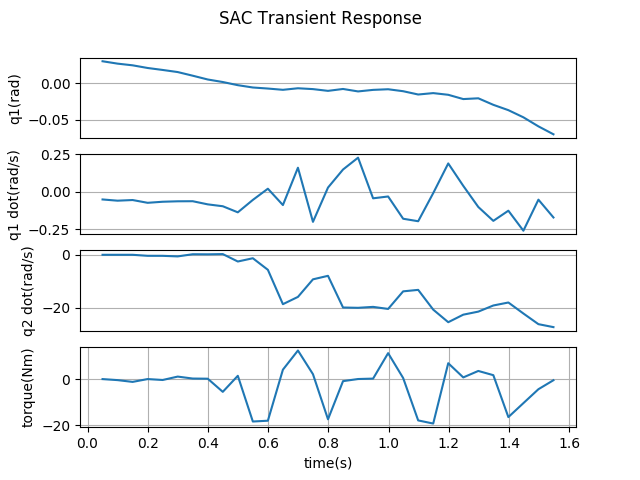 SAC Transient Response
q1(rad)
0.00
−0.05
q1 dot(rad/s)
0.25
0.00
−0.25
q2 dot(rad/s)
0
−20
torque(Nm)
0
−20
0.0 0.2 0.4 0.6 0.8 1.0 1.2 1.4 1.6
time(s)